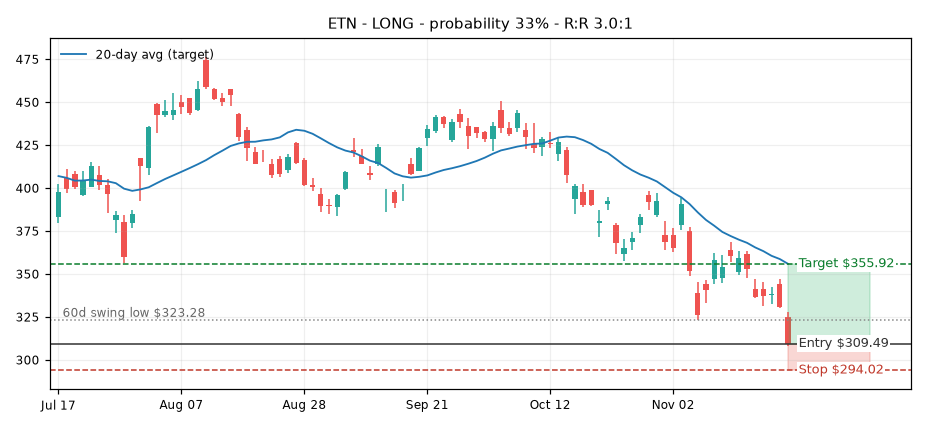 ETN - LONG - probability 33% - R:R 3.0:1
20-day avg (target)
475
450
425
400
375
350
325
300
Target $355.92
60d swing low $323.28
Entry $309.49
Stop $294.02
Jul 17
Aug 07
Aug 28
Sep 21
Oct 12
Nov 02